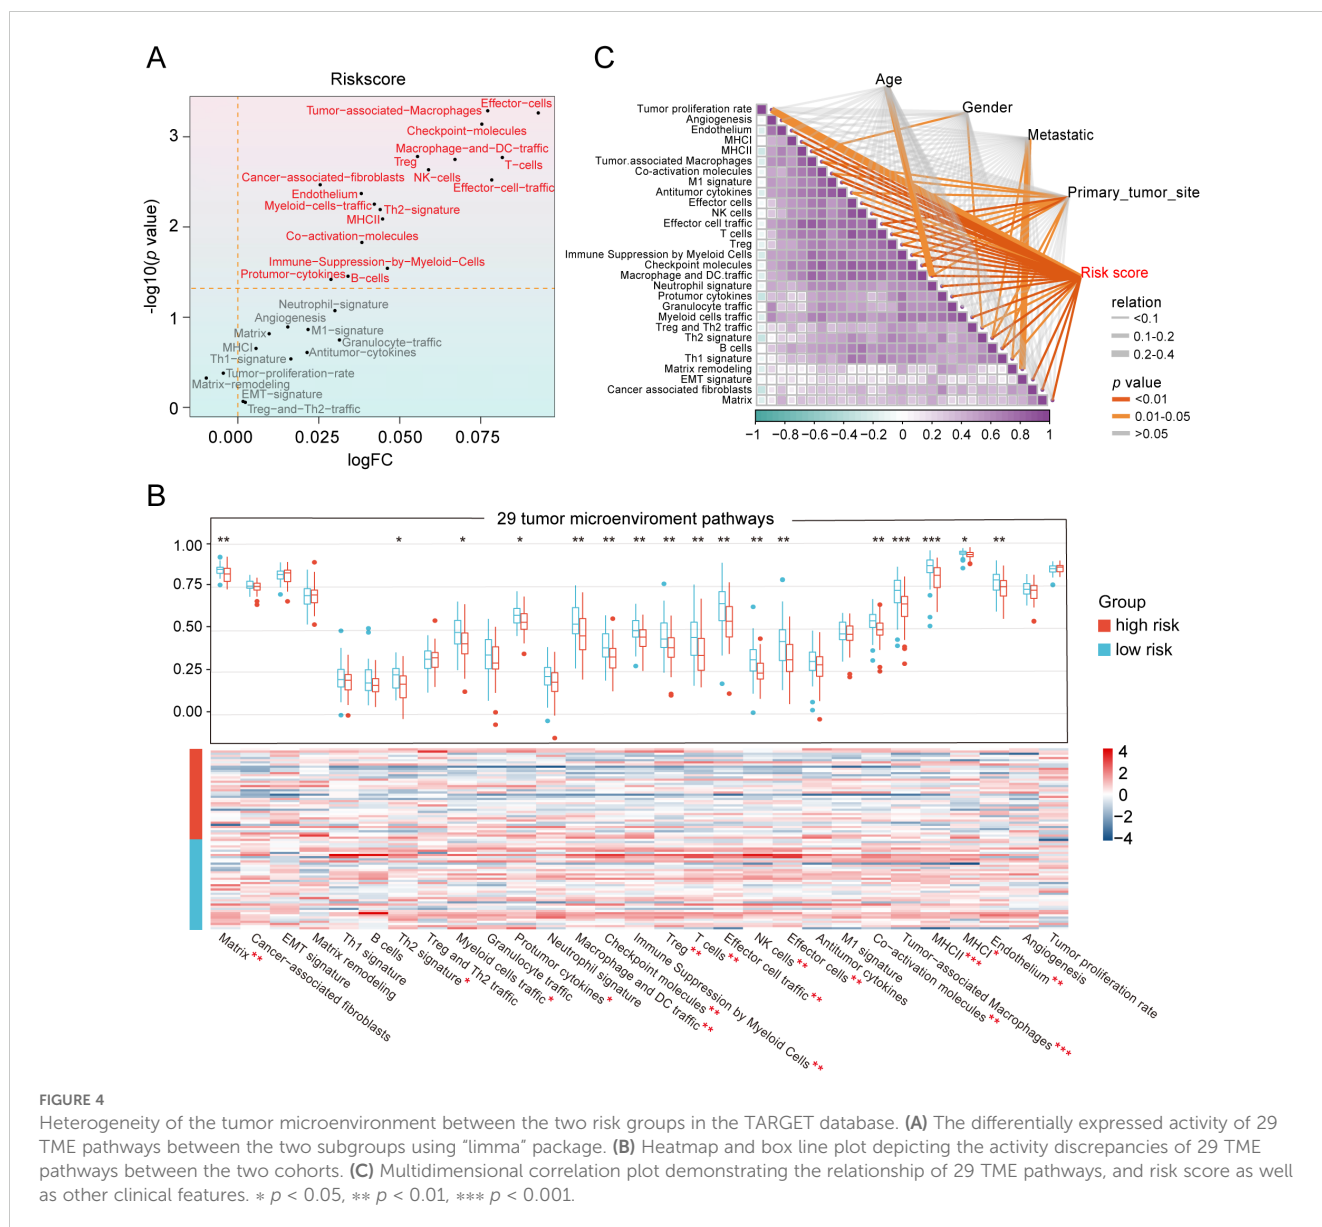 A
Riskscore
Effector-cells
Tumor-associated-Macrophages
Checkpoint-molecules
Macrophage-and-DC-traffic
Treg
T-cells
NK-cells
Cancer-associated-fibroblasts
Effector-cell-traffic
Endothelium
Myeloid-cells-traffic
Th2-signature
MHCII
Co-activation-molecules
Immune-Suppression-by-Myeloid-Cells
Protumor-cytokines
B-cells
Neutrophil-signature
Angiogenesis
Matrix
M1-signature
Granulocyte-traffic
MHCI
Antitumor-cytokines
Th1-signature
Tumor-proliferation-rate
Matrix-remodeling
EMT-signature
Treg-and-Th2-traffic
3
2
1
0
-log10(p value)
0.000 0.025 0.050 0.075
logFC
C
Age
Gender
Metastatic
Primary_tumor_site
Risk score
Tumor proliferation rate
Angiogenesis
Endothelium
MHCI
MHCII
Tumor.associated Macrophages
Co-activation molecules
M1 signature
Antitumor cytokines
Effector cells
NK cells
Effector cell traffic
T cells
Treg
Immune Suppression by Myeloid Cells
Checkpoint molecules
Macrophage and DC.traffic
Neutrophil signature
Protumor cytokines
Granulocyte traffic
Myeloid cells traffic
Treg and Th2 traffic
Th2 signature
B cells
Th1 signature
Matrix remodeling
EMT signature
Cancer associated fibroblasts
Matrix
−1 −0.8 −0.6 −0.4 −0.2 0 0.2 0.4 0.6 0.8 1
relation
<0.1
0.1-0.2
0.2-0.4
p value
<0.01
0.01-0.05
>0.05
B
29 tumor microenviroment pathways
** * * * ** ** ** ** ** ** ** ** ** *** *** * **
1.00
0.75
0.50
0.25
0.00
Group
high risk
low risk
4
2
0
−2
−4
Matrix**
Cancer-associated fibroblasts
EMT signature
Matrix remodeling
Th1 signature
B cells
Th2 signature*
Treg and Th2 traffic
Myeloid cells traffic*
Granulocyte traffic
Protumor cytokines*
Neutrophil signature
Macrophage and DC traffic**
Checkpoint molecules**
Immune Suppression by Myeloid Cells**
Treg**
T cells**
Effector cell traffic**
NK cells**
Effector cells**
Antitumor cytokines
M1 signature
Co-activation molecules**
Tumor-associated Macrophages***
MHCII***
MHCI*
Endothelium**
Angiogenesis
Tumor proliferation rate
FIGURE 4
Heterogeneity of the tumor microenvironment between the two risk groups in the TARGET database. (A) The differentially expressed activity of 29
TME pathways between the two subgroups using “limma” package. (B) Heatmap and box line plot depicting the activity discrepancies of 29 TME
pathways between the two cohorts. (C) Multidimensional correlation plot demonstrating the relationship of 29 TME pathways, and risk score as well
as other clinical features. * p < 0.05, ** p < 0.01, *** p < 0.001.